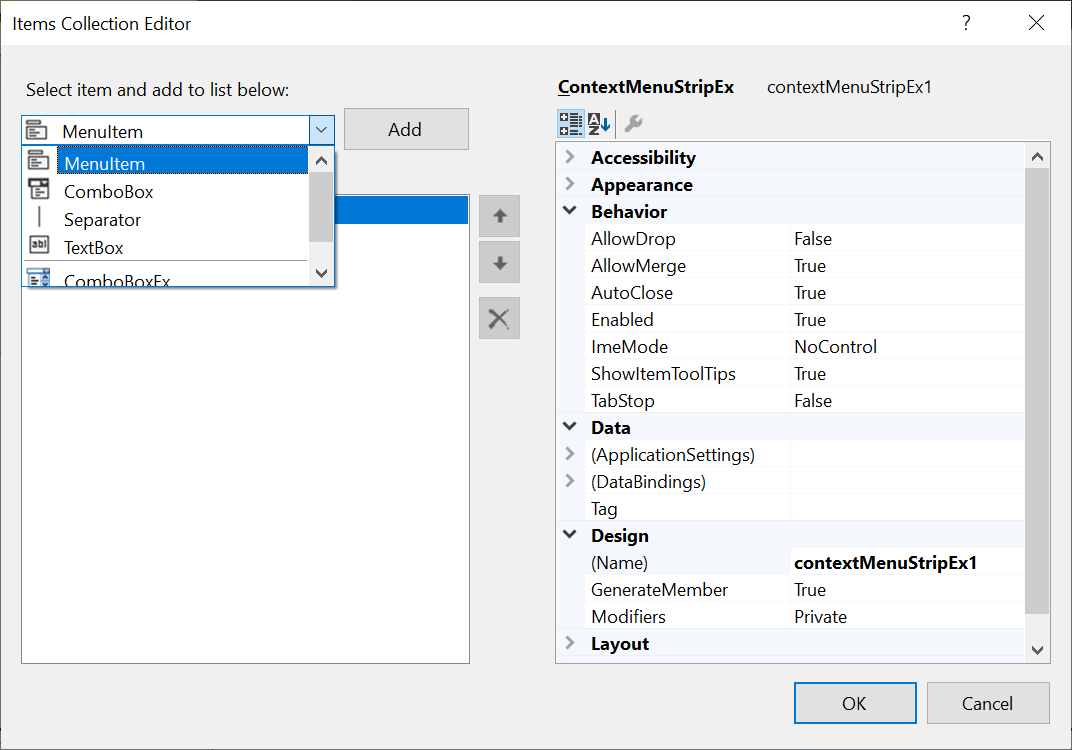 Items Collection Editor
?
Select item and add to list below:
MenuItem
Add
MenuItem
ComboBox
Separator
TextBox
ComboBoxEx
ContextMenuStripEx contextMenuStripEx1
Accessibility
Appearance
Behavior
AllowDrop False
AllowMerge True
AutoClose True
Enabled True
ImeMode NoControl
ShowItemToolTips True
TabStop False
Data
(ApplicationSettings)
(DataBindings)
Tag
Design
(Name) contextMenuStripEx1
GenerateMember True
Modifiers Private
Layout
OK Cancel